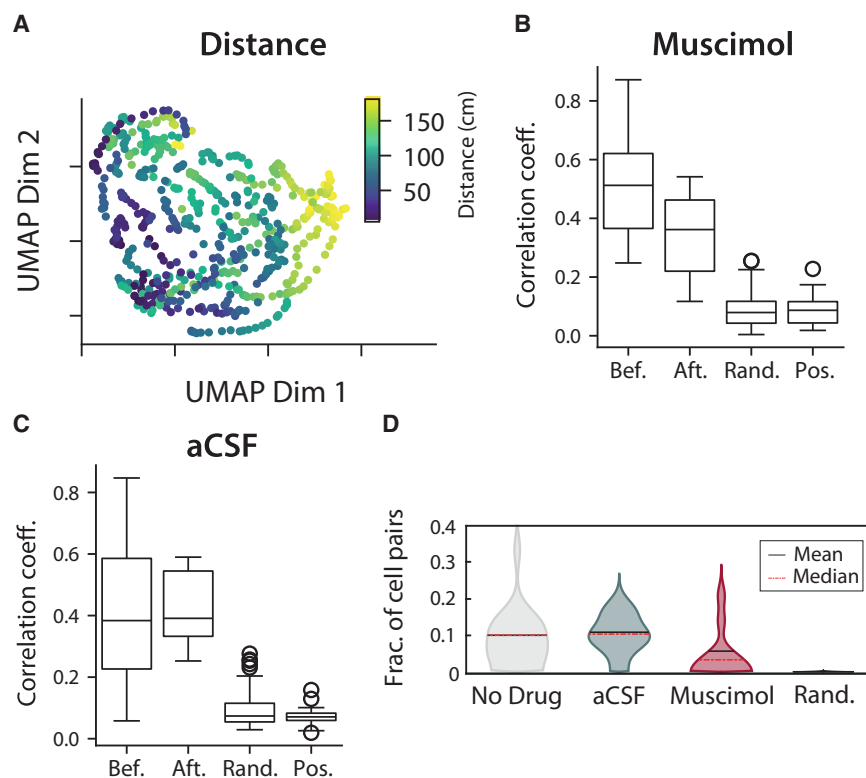 A
Distance
UMAP Dim 2
UMAP Dim 1
150
100
50
Distance (cm)
B
Muscimol
Correlation coeff.
0.8
0.6
0.4
0.2
0.0
Bef. Aft. Rand. Pos.
C
aCSF
Correlation coeff.
0.8
0.6
0.4
0.2
0.0
Bef. Aft. Rand. Pos.
D
Frac. of cell pairs
0.4
0.3
0.2
0.1
0
Mean
Median
No Drug aCSF Muscimol Rand.